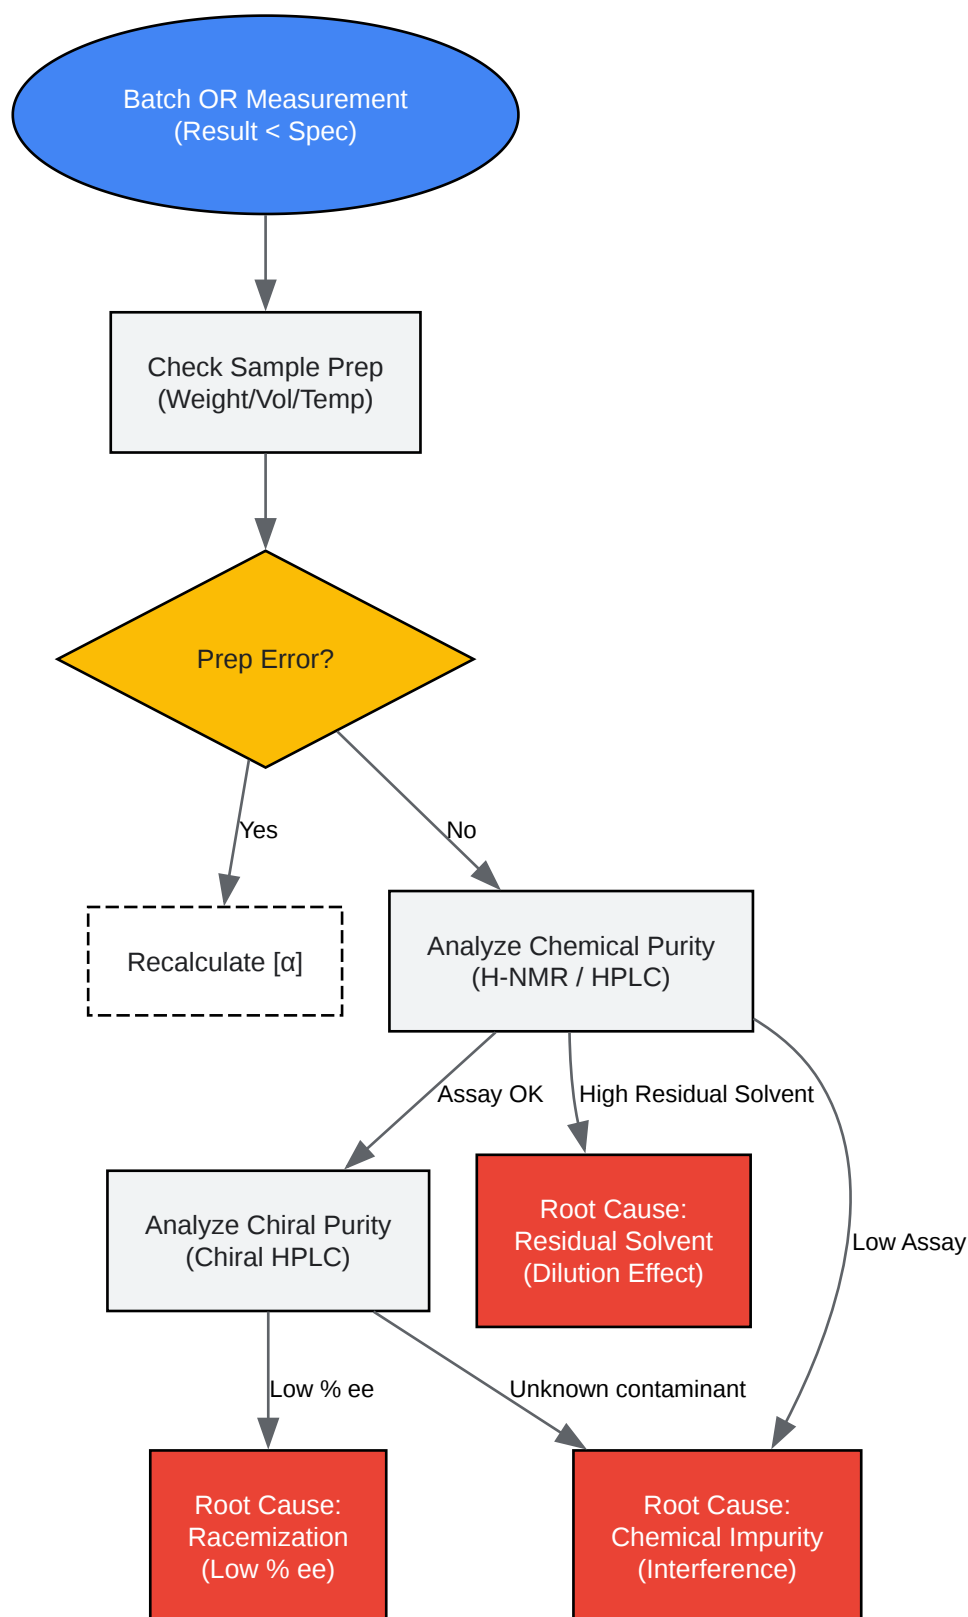 Batch OR Measurement
(Result < Spec)
Check Sample Prep
(Weight/Vol/Temp)
Prep Error?
Yes
No
Recalculate [α]
Analyze Chemical Purity
(H-NMR / HPLC)
Assay OK
High Residual Solvent
Analyze Chiral Purity
(Chiral HPLC)
Root Cause:
Residual Solvent
(Dilution Effect)
Low Assay
Low % ee
Unknown contaminant
Root Cause:
Racemization
(Low % ee)
Root Cause:
Chemical Impurity
(Interference)